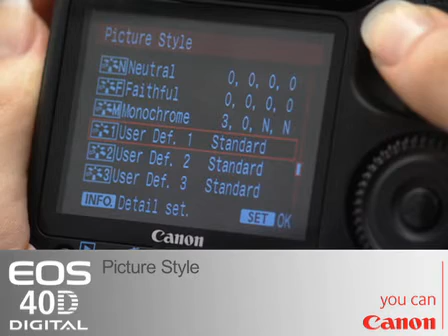 Picture Style
Neutral 0, 0, 0, 0
Faithful 0, 0, 0, 0
Monochrome 3, 0, N, N
User Def. 1 Standard
User Def. 2 Standard
User Def. 3 Standard
INFO. Detail set. SET OK
Canon
EOS
40D
DIGITAL
Picture Style
you can
Canon